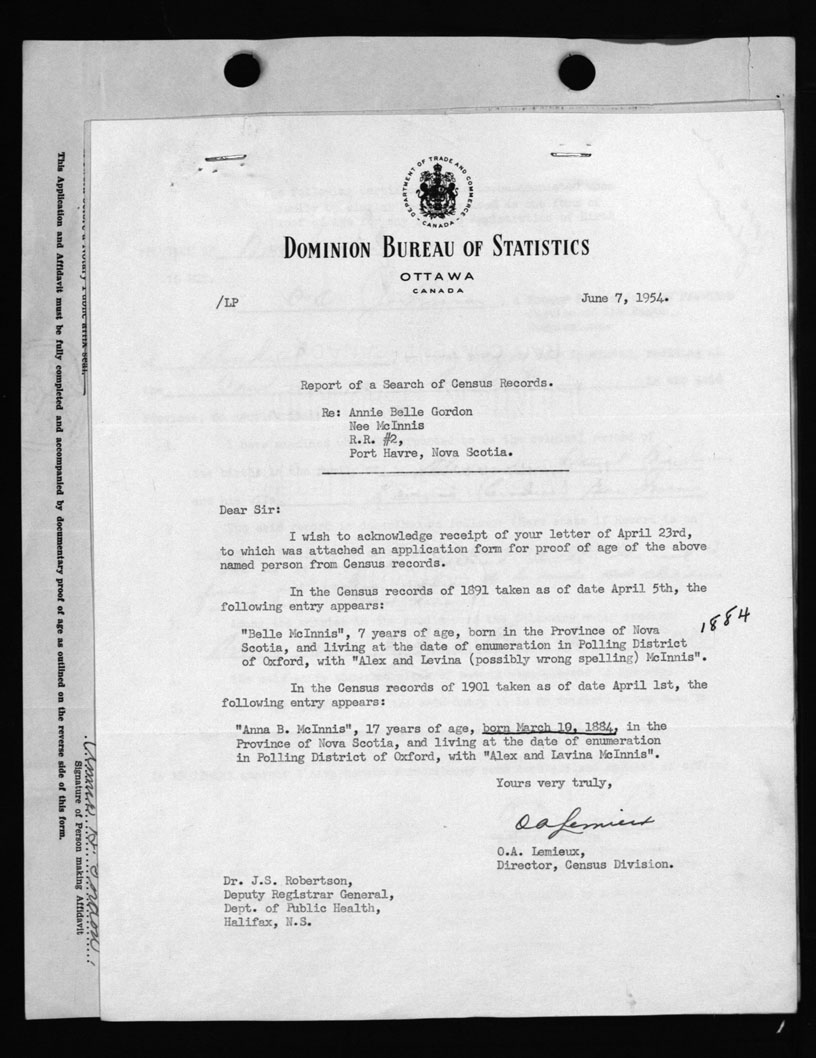 DEPARTMENT OF TRADE AND COMMERCE
CANADA
DOMINION BUREAU OF STATISTICS
OTTAWA
CANADA
/LP June 7, 1954.
Report of a Search of Census Records.
Re: Annie Belle Gordon
Nee McInnis
R.R. #2,
Port Havre, Nova Scotia.
Dear Sir:
I wish to acknowledge receipt of your letter of April 23rd,
to which was attached an application form for proof of age of the above
named person from Census records.
In the Census records of 1891 taken as of date April 5th, the
following entry appears:
1884
"Belle McInnis", 7 years of age, born in the Province of Nova
Scotia, and living at the date of enumeration in Polling District
of Oxford, with "Alex and Levina (possibly wrong spelling) McInnis".
In the Census records of 1901 taken as of date April 1st, the
following entry appears:
"Anna B. McInnis", 17 years of age, born March 19, 1884, in the
Province of Nova Scotia, and living at the date of enumeration
in Polling District of Oxford, with "Alex and Lavina McInnis".
Yours very truly,
OA Lemieux
O.A. Lemieux,
Director, Census Division.
Dr. J.S. Robertson,
Deputy Registrar General,
Dept. of Public Health,
Halifax, N.S.
This Application and Affidavit must be fully completed and accompanied by documentary proof of age as outlined on the reverse side of this form.
Signature of Person making Affidavit